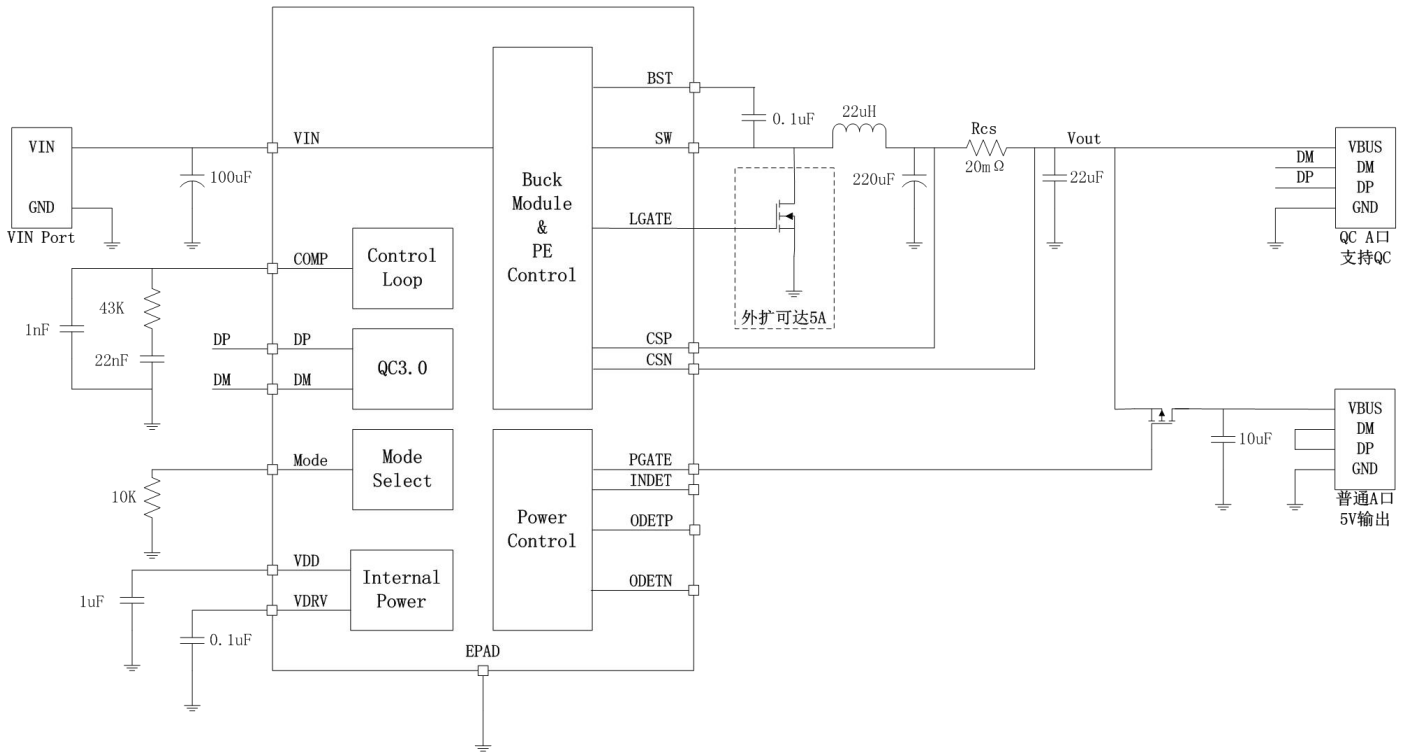 VIN
GND
VIN Port
100uF
VIN
COMP
Control
Loop
43K
1nF
22nF
DP
DP
DM
DM
QC3.0
Mode
Mode
Select
10K
VDD
VDRV
Internal
Power
1uF
0.1uF
EPAD
Buck
Module
&
PE
Control
BST
SW
LGATE
CSP
CSN
Power
Control
PGATE
INDET
ODETP
ODETN
0.1uF
22uH
外扩可达5A
220uF
Rcs
20mΩ
Vout
22uF
DM
DP
VBUS
DM
DP
GND
QC A口
支持QC
10uF
VBUS
DM
DP
GND
普通A口
5V输出